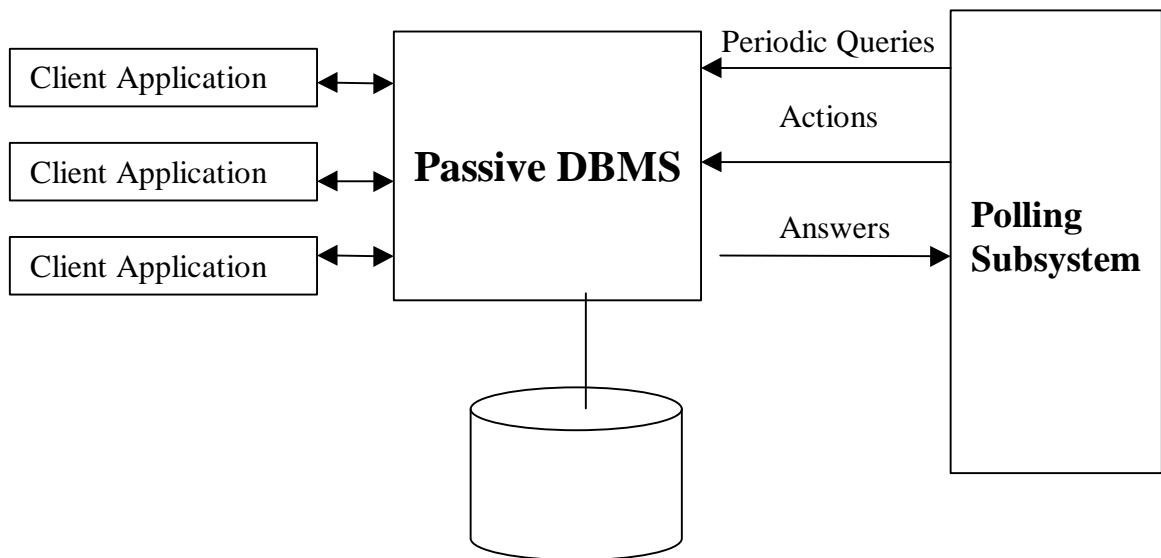 Client Application
Client Application
Client Application
Passive DBMS
Periodic Queries
Actions
Answers
Polling
Subsystem